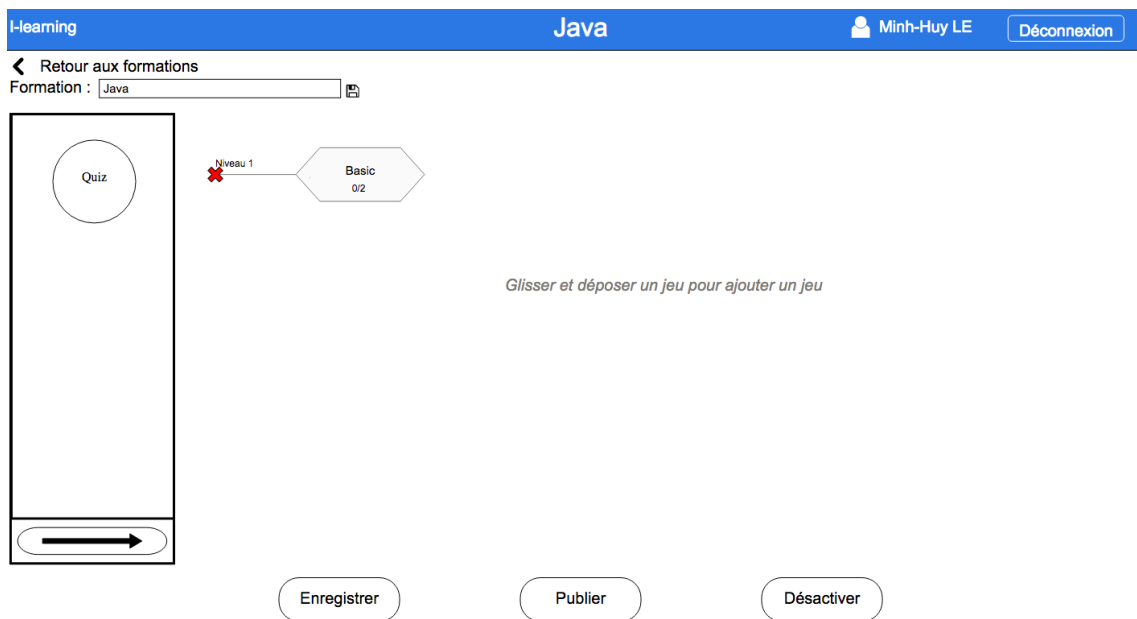 I-learning
Java
Minh-Huy LE
Déconnexion
Retour aux formations
Formation : Java
Quiz
Niveau 1
Basic
0/2
Glisser et déposer un jeu pour ajouter un jeu
Enregistrer
Publier
Désactiver